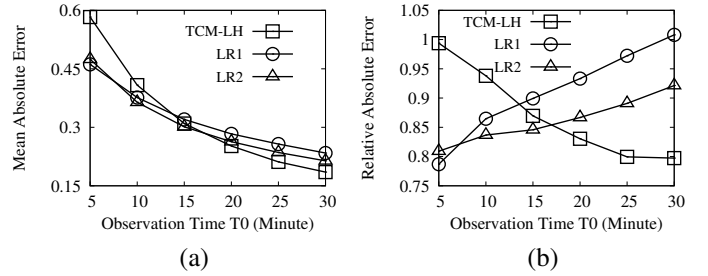 Mean Absolute Error
0.6
0.45
0.3
0.15
TCM-LH
LR1
LR2
5 10 15 20 25 30
Observation Time T0 (Minute)
(a)
Relative Absolute Error
1.05
1
0.95
0.9
0.85
0.8
0.75
TCM-LH
LR1
LR2
5 10 15 20 25 30
Observation Time T0 (Minute)
(b)